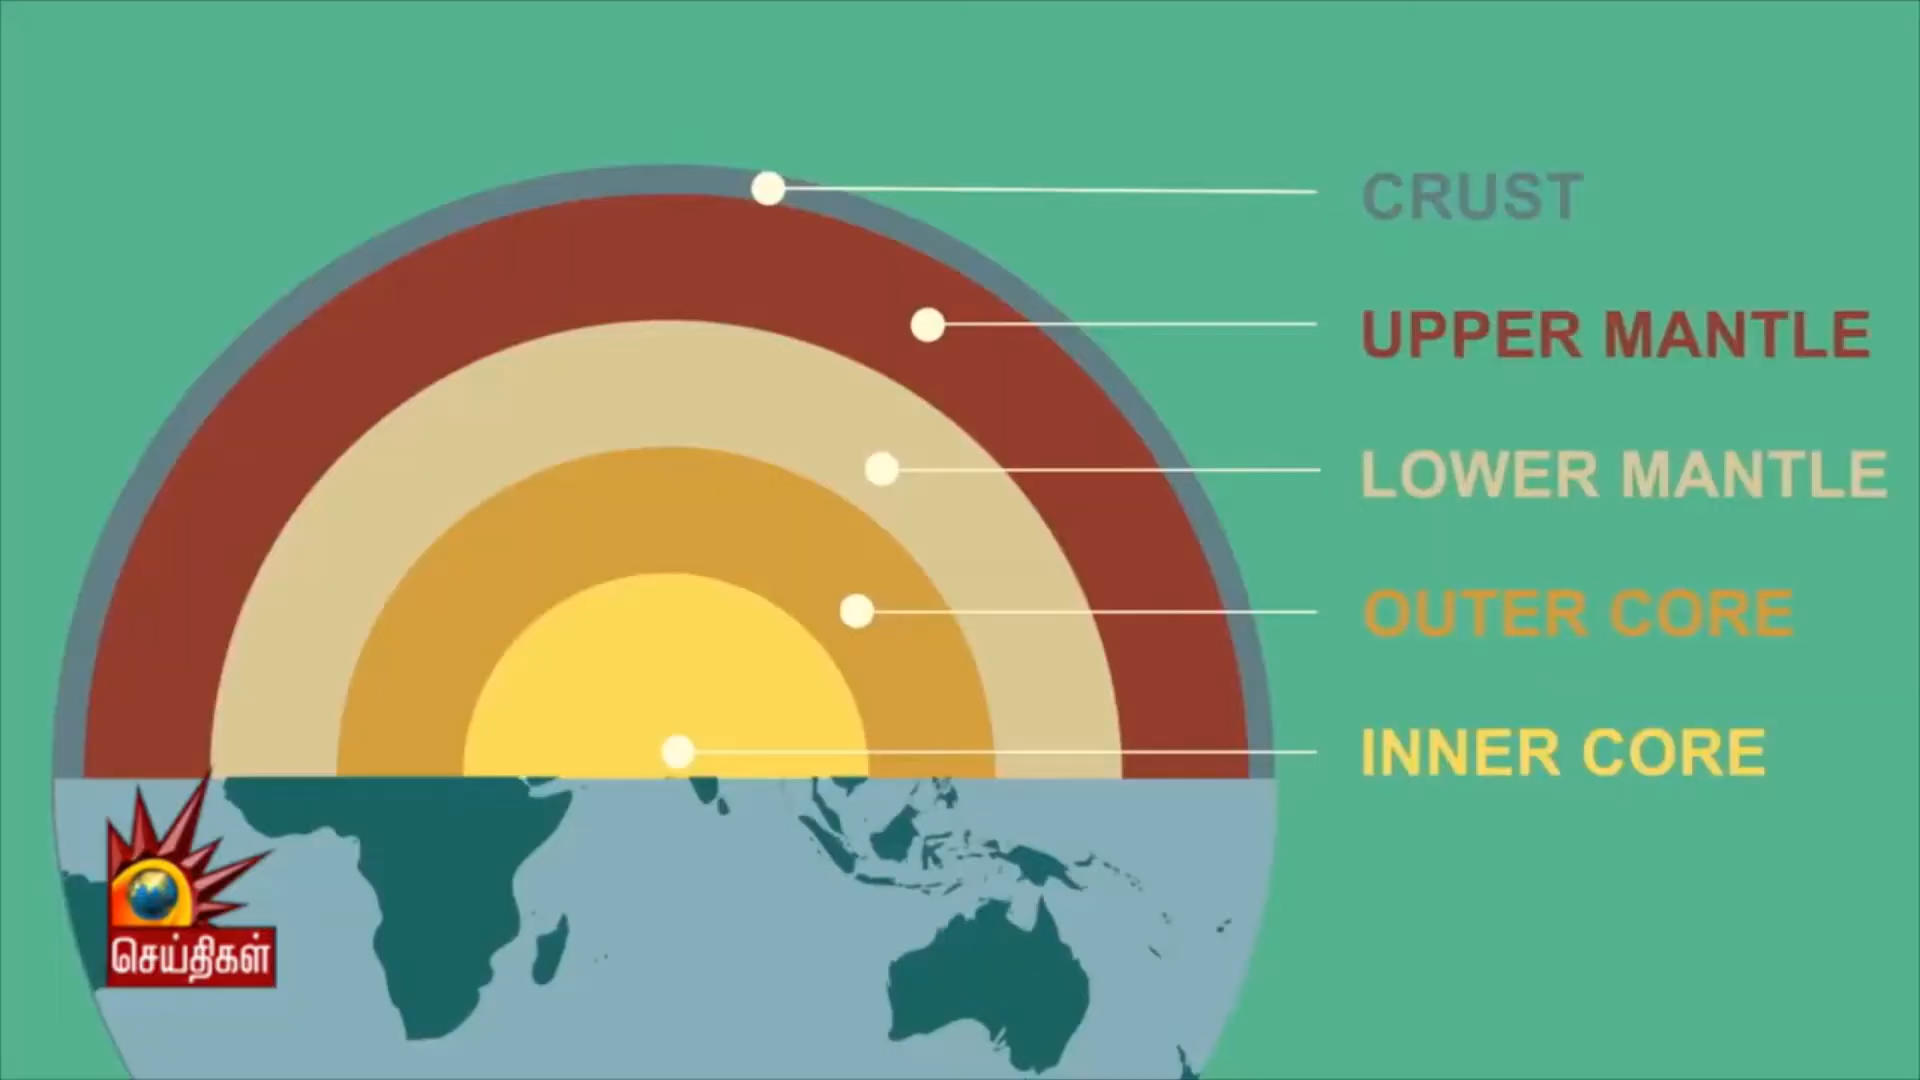 CRUST
UPPER MANTLE
LOWER MANTLE
OUTER CORE
INNER CORE
செய்திகள்